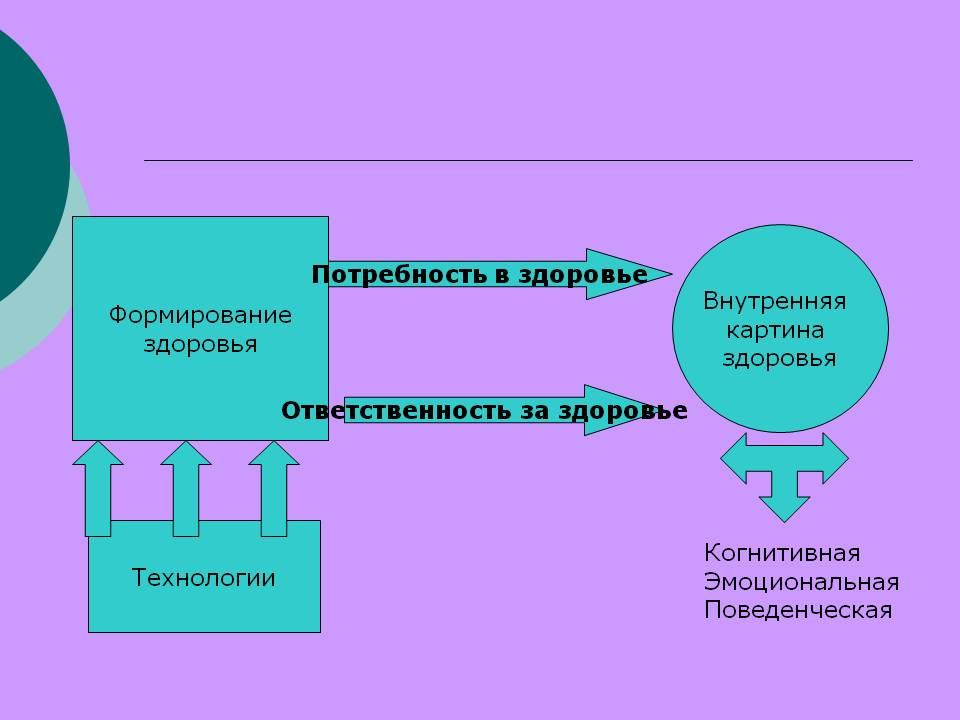 Потребность в здоровье
Формирование
здоровья
Внутренняя
картина
здоровья
Ответственность за здоровье
Технологии
Когнитивная
Эмоциональная
Поведенческая